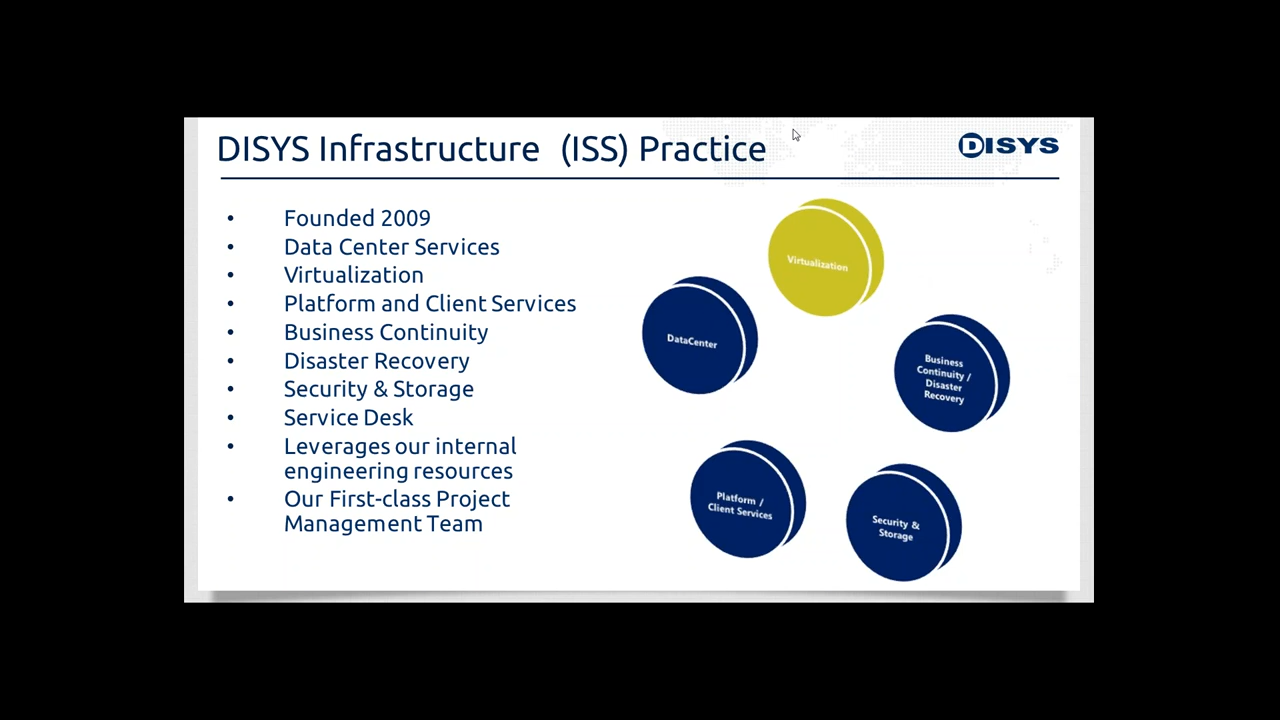 DISYS Infrastructure (ISS) Practice
DISYS
• Founded 2009
• Data Center Services
• Virtualization
• Platform and Client Services
• Business Continuity
• Disaster Recovery
• Security & Storage
• Service Desk
• Leverages our internal
engineering resources
• Our First-class Project
Management Team
Virtualization
DataCenter
Business
Continuity /
Disaster
Recovery
Platform /
Client Services
Security &
Storage